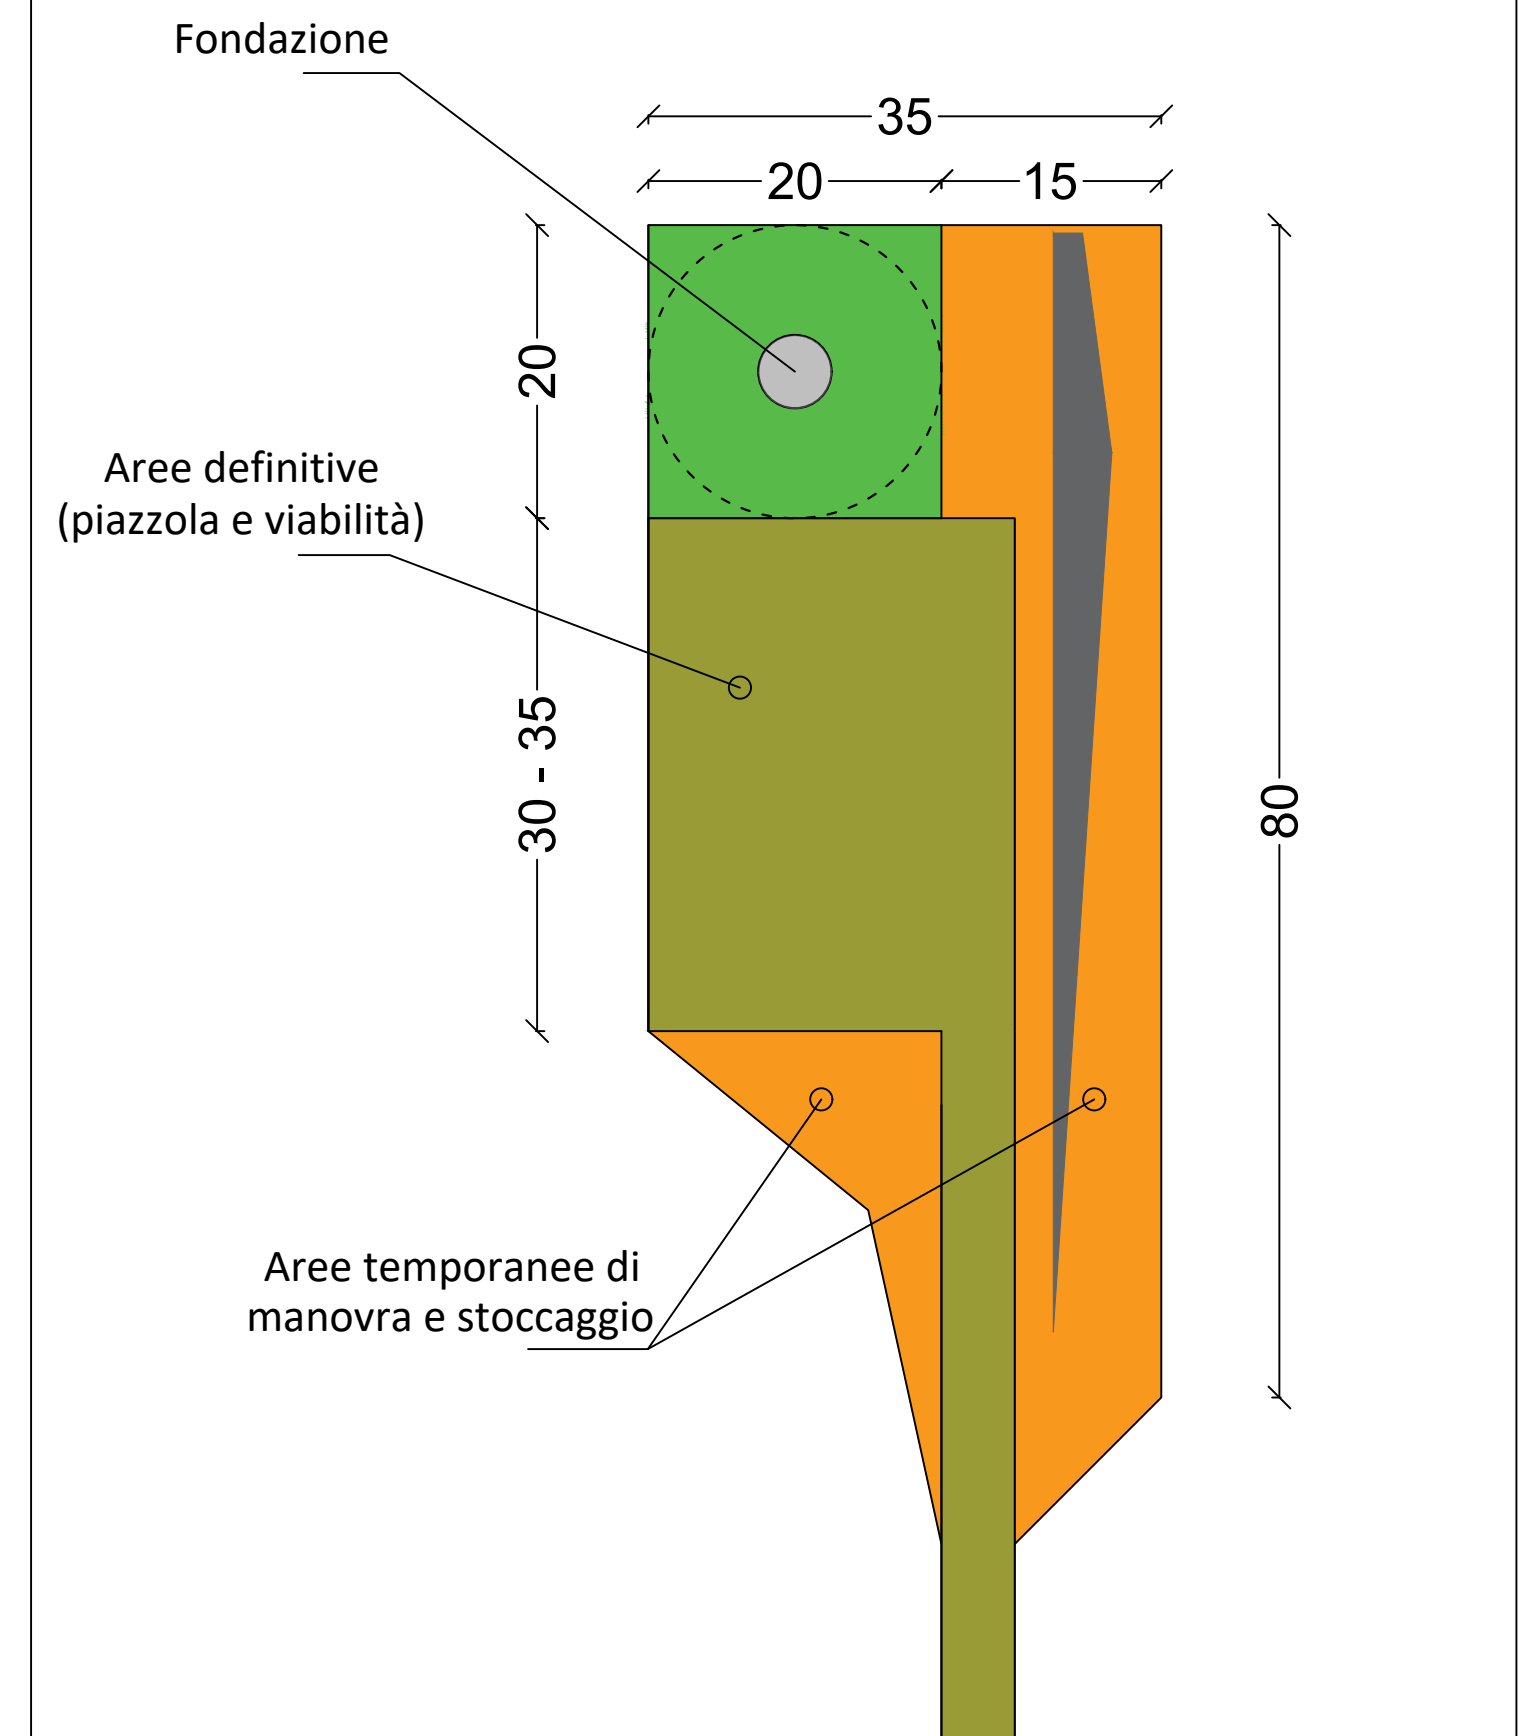 Fondazione
35
20
15
20
Aree definitive
(piazzola e viabilità)
30 - 35
80
Aree temporanee di
manovra e stoccaggio